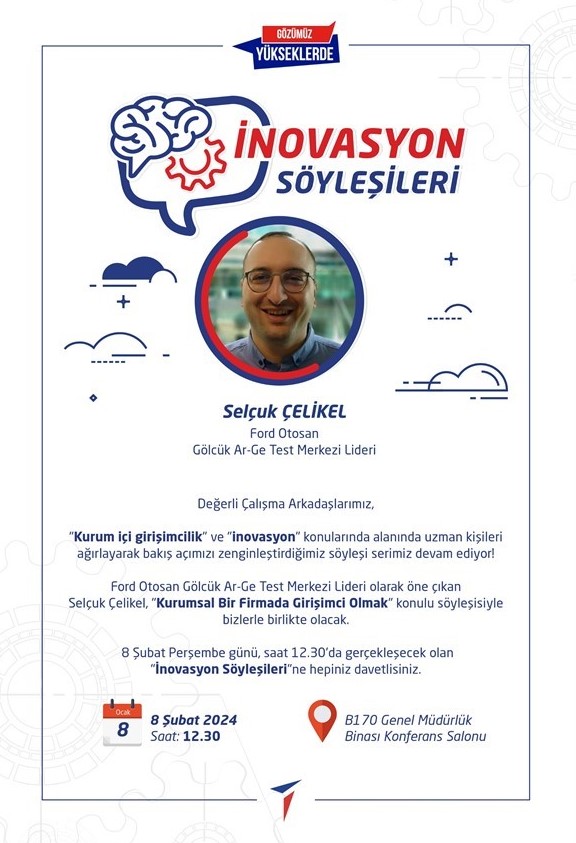 GÖZÜMÜZ
YÜKSEKLERDE
İNOVASYON
SÖYLEŞİLERİ
Selçuk ÇELİKEL
Ford Otosan
Gölcük Ar-Ge Test Merkezi Lideri
Değerli Çalışma Arkadaşlarımız,
"Kurum içi girişimcilik" ve "inovasyon" konularında alanında uzman kişileri
ağırlayarak bakış açımızı zenginleştirdiğimiz söyleşi serimiz devam ediyor!
Ford Otosan Gölcük Ar-Ge Test Merkezi Lideri olarak öne çıkan
Selçuk Çelikel, "Kurumsal Bir Firmada Girişimci Olmak" konulu söyleşisiyle
bizlerle birlikte olacak.
8 Şubat Perşembe günü, saat 12.30'da gerçekleşecek olan
"İnovasyon Söyleşileri"ne hepiniz davetlisiniz.
Ocak
8
8 Şubat 2024
Saat: 12.30
B170 Genel Müdürlük
Binası Konferans Salonu